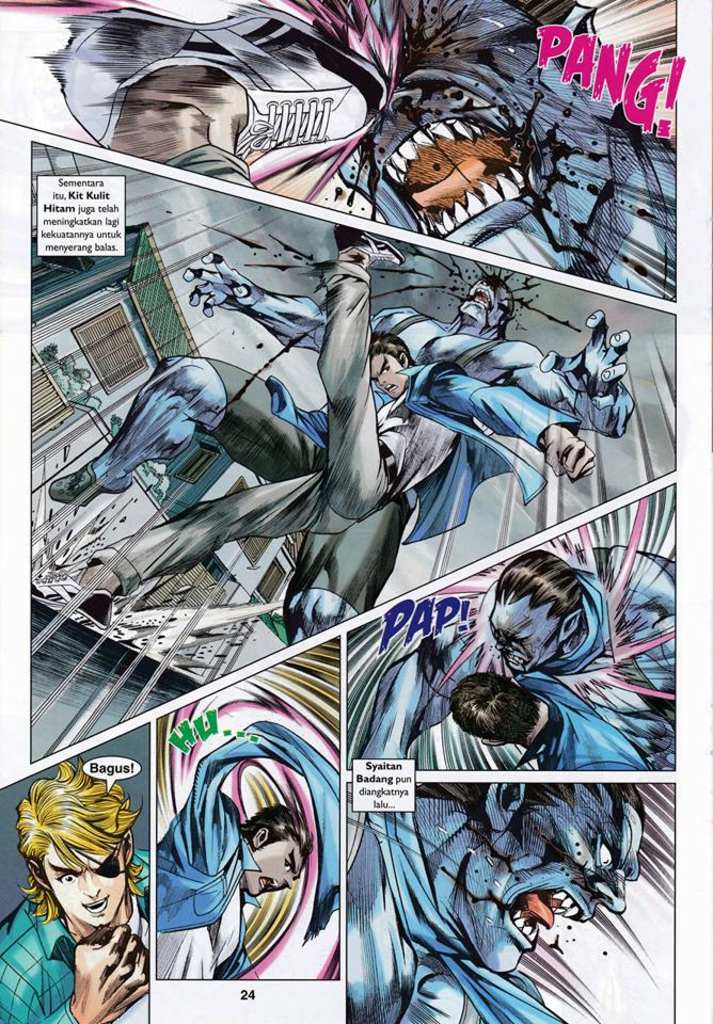 PANG!
Sementara
itu, Kit Kulit
Hitam juga telah
meningkatkan lagi
kekuatannya untuk
menyerang balas.
PAP!
HU...
Bagus!
Syaitan
Badang pun
diangkatnya
lalu...
24